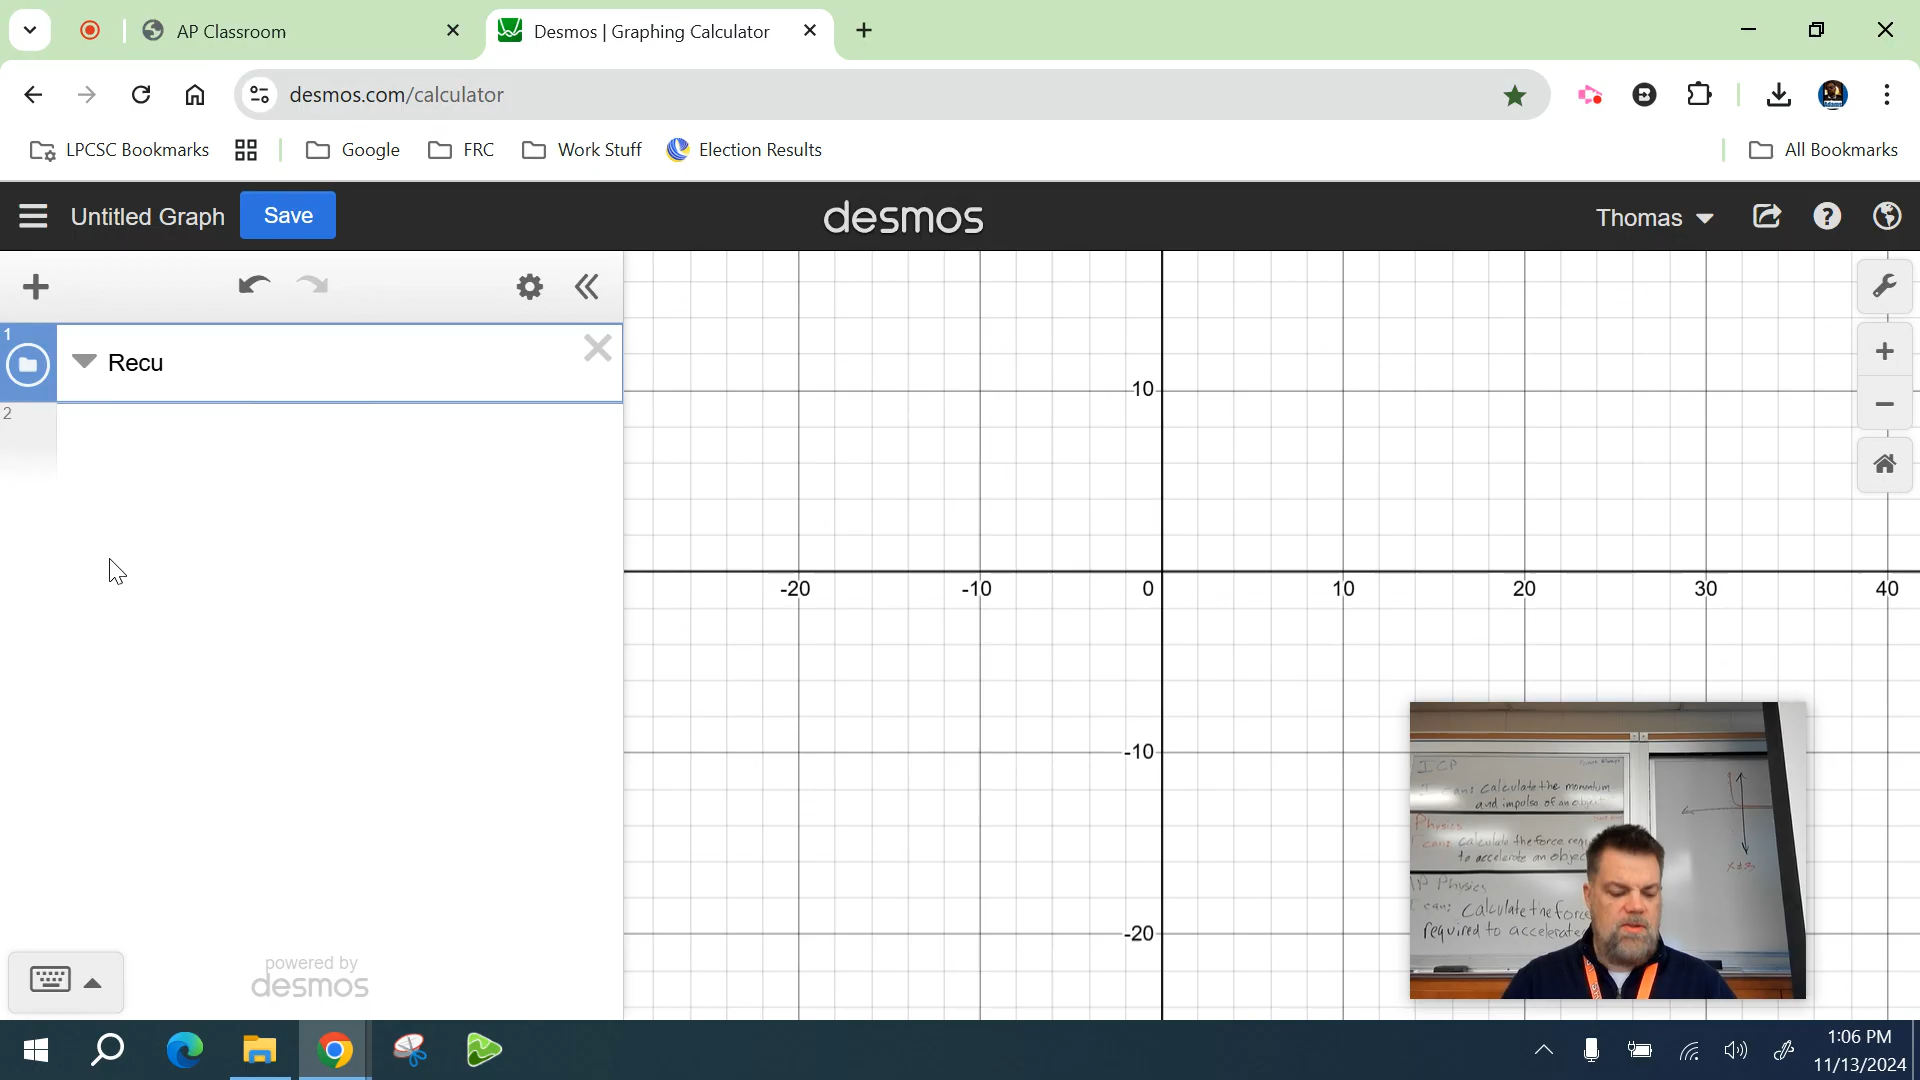 AP Classroom
Desmos | Graphing Calculator
desmos.com/calculator
LPCSC Bookmarks
Google
FRC
Work Stuff
Election Results
All Bookmarks
Untitled Graph
Save
desmos
Thomas
1
Recu
2
10
-20
-10
0
10
20
30
40
-10
-20
powered by
desmos
ICP
I can: calculate the momentum
and impulse of an object
Physics
I can: calculate the force
to accelerate an object
AP Physics
I can: calculate the force
required to accelerate
1:06 PM
11/13/2024